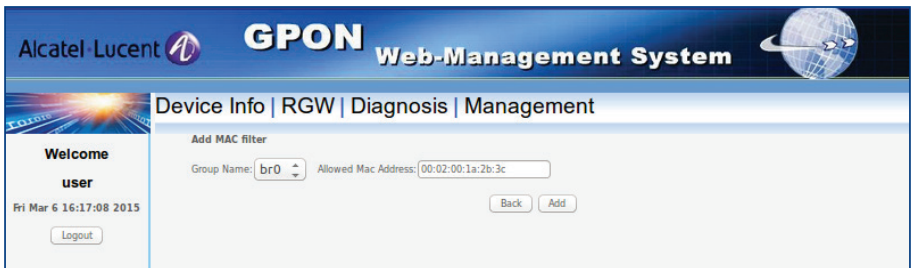 Alcatel·Lucent
GPON
Web-Management System
Device Info | RGW | Diagnosis | Management
Welcome
user
Fri Mar 6 16:17:08 2015
Logout
Add MAC filter
Group Name: br0 Allowed Mac Address: 00:02:00:1a:2b:3c
Back Add